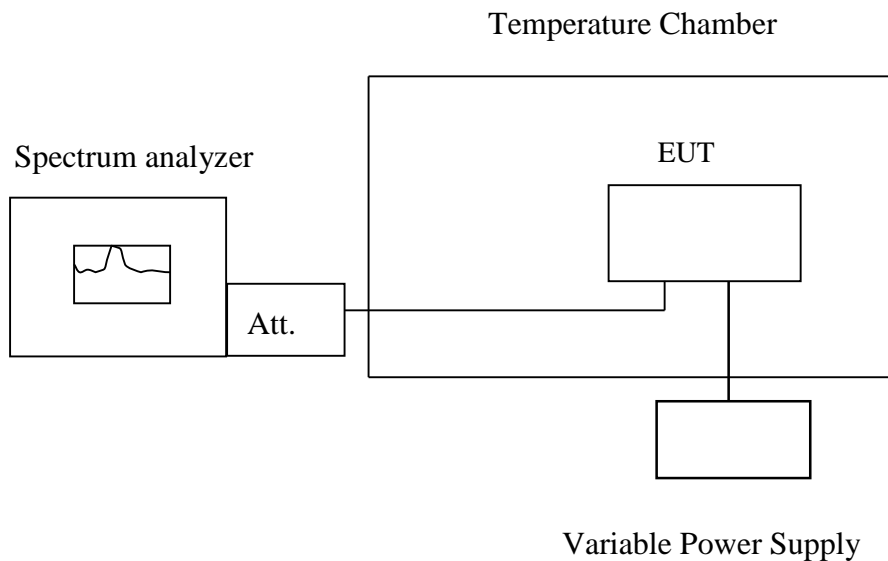 Temperature Chamber
Spectrum analyzer
EUT
Att.
Variable Power Supply